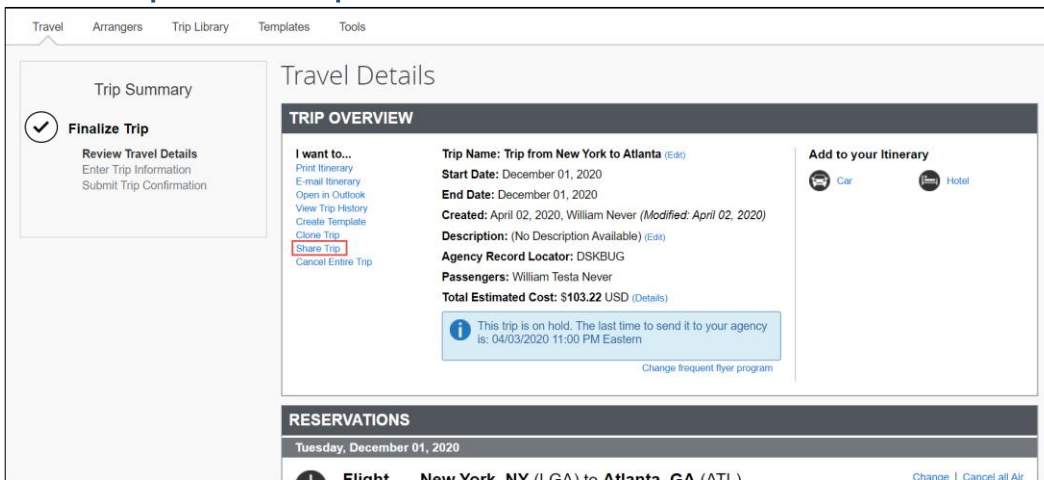 Travel Arrangers Trip Library Templates Tools
Trip Summary
Finalize Trip
Review Travel Details
Enter Trip Information
Submit Trip Confirmation
Travel Details
TRIP OVERVIEW
I want to...
Print Itinerary
E-mail Itinerary
Open in Outlook
View Trip History
Create Template
Clone Trip
Share Trip
Cancel Entire Trip
Trip Name: Trip from New York to Atlanta (Edit)
Start Date: December 01, 2020
End Date: December 01, 2020
Created: April 02, 2020, William Never (Modified: April 02, 2020)
Description: (No Description Available) (Edit)
Agency Record Locator: DSKBUG
Passengers: William Testa Never
Total Estimated Cost: $103.22 USD (Details)
This trip is on hold. The last time to send it to your agency
is: 04/03/2020 11:00 PM Eastern
Change frequent flyer program
Add to your Itinerary
Car Hotel
RESERVATIONS
Tuesday, December 01, 2020
Flight New York, NY (LGA) to Atlanta, GA (ATL) Change | Cancel all Air